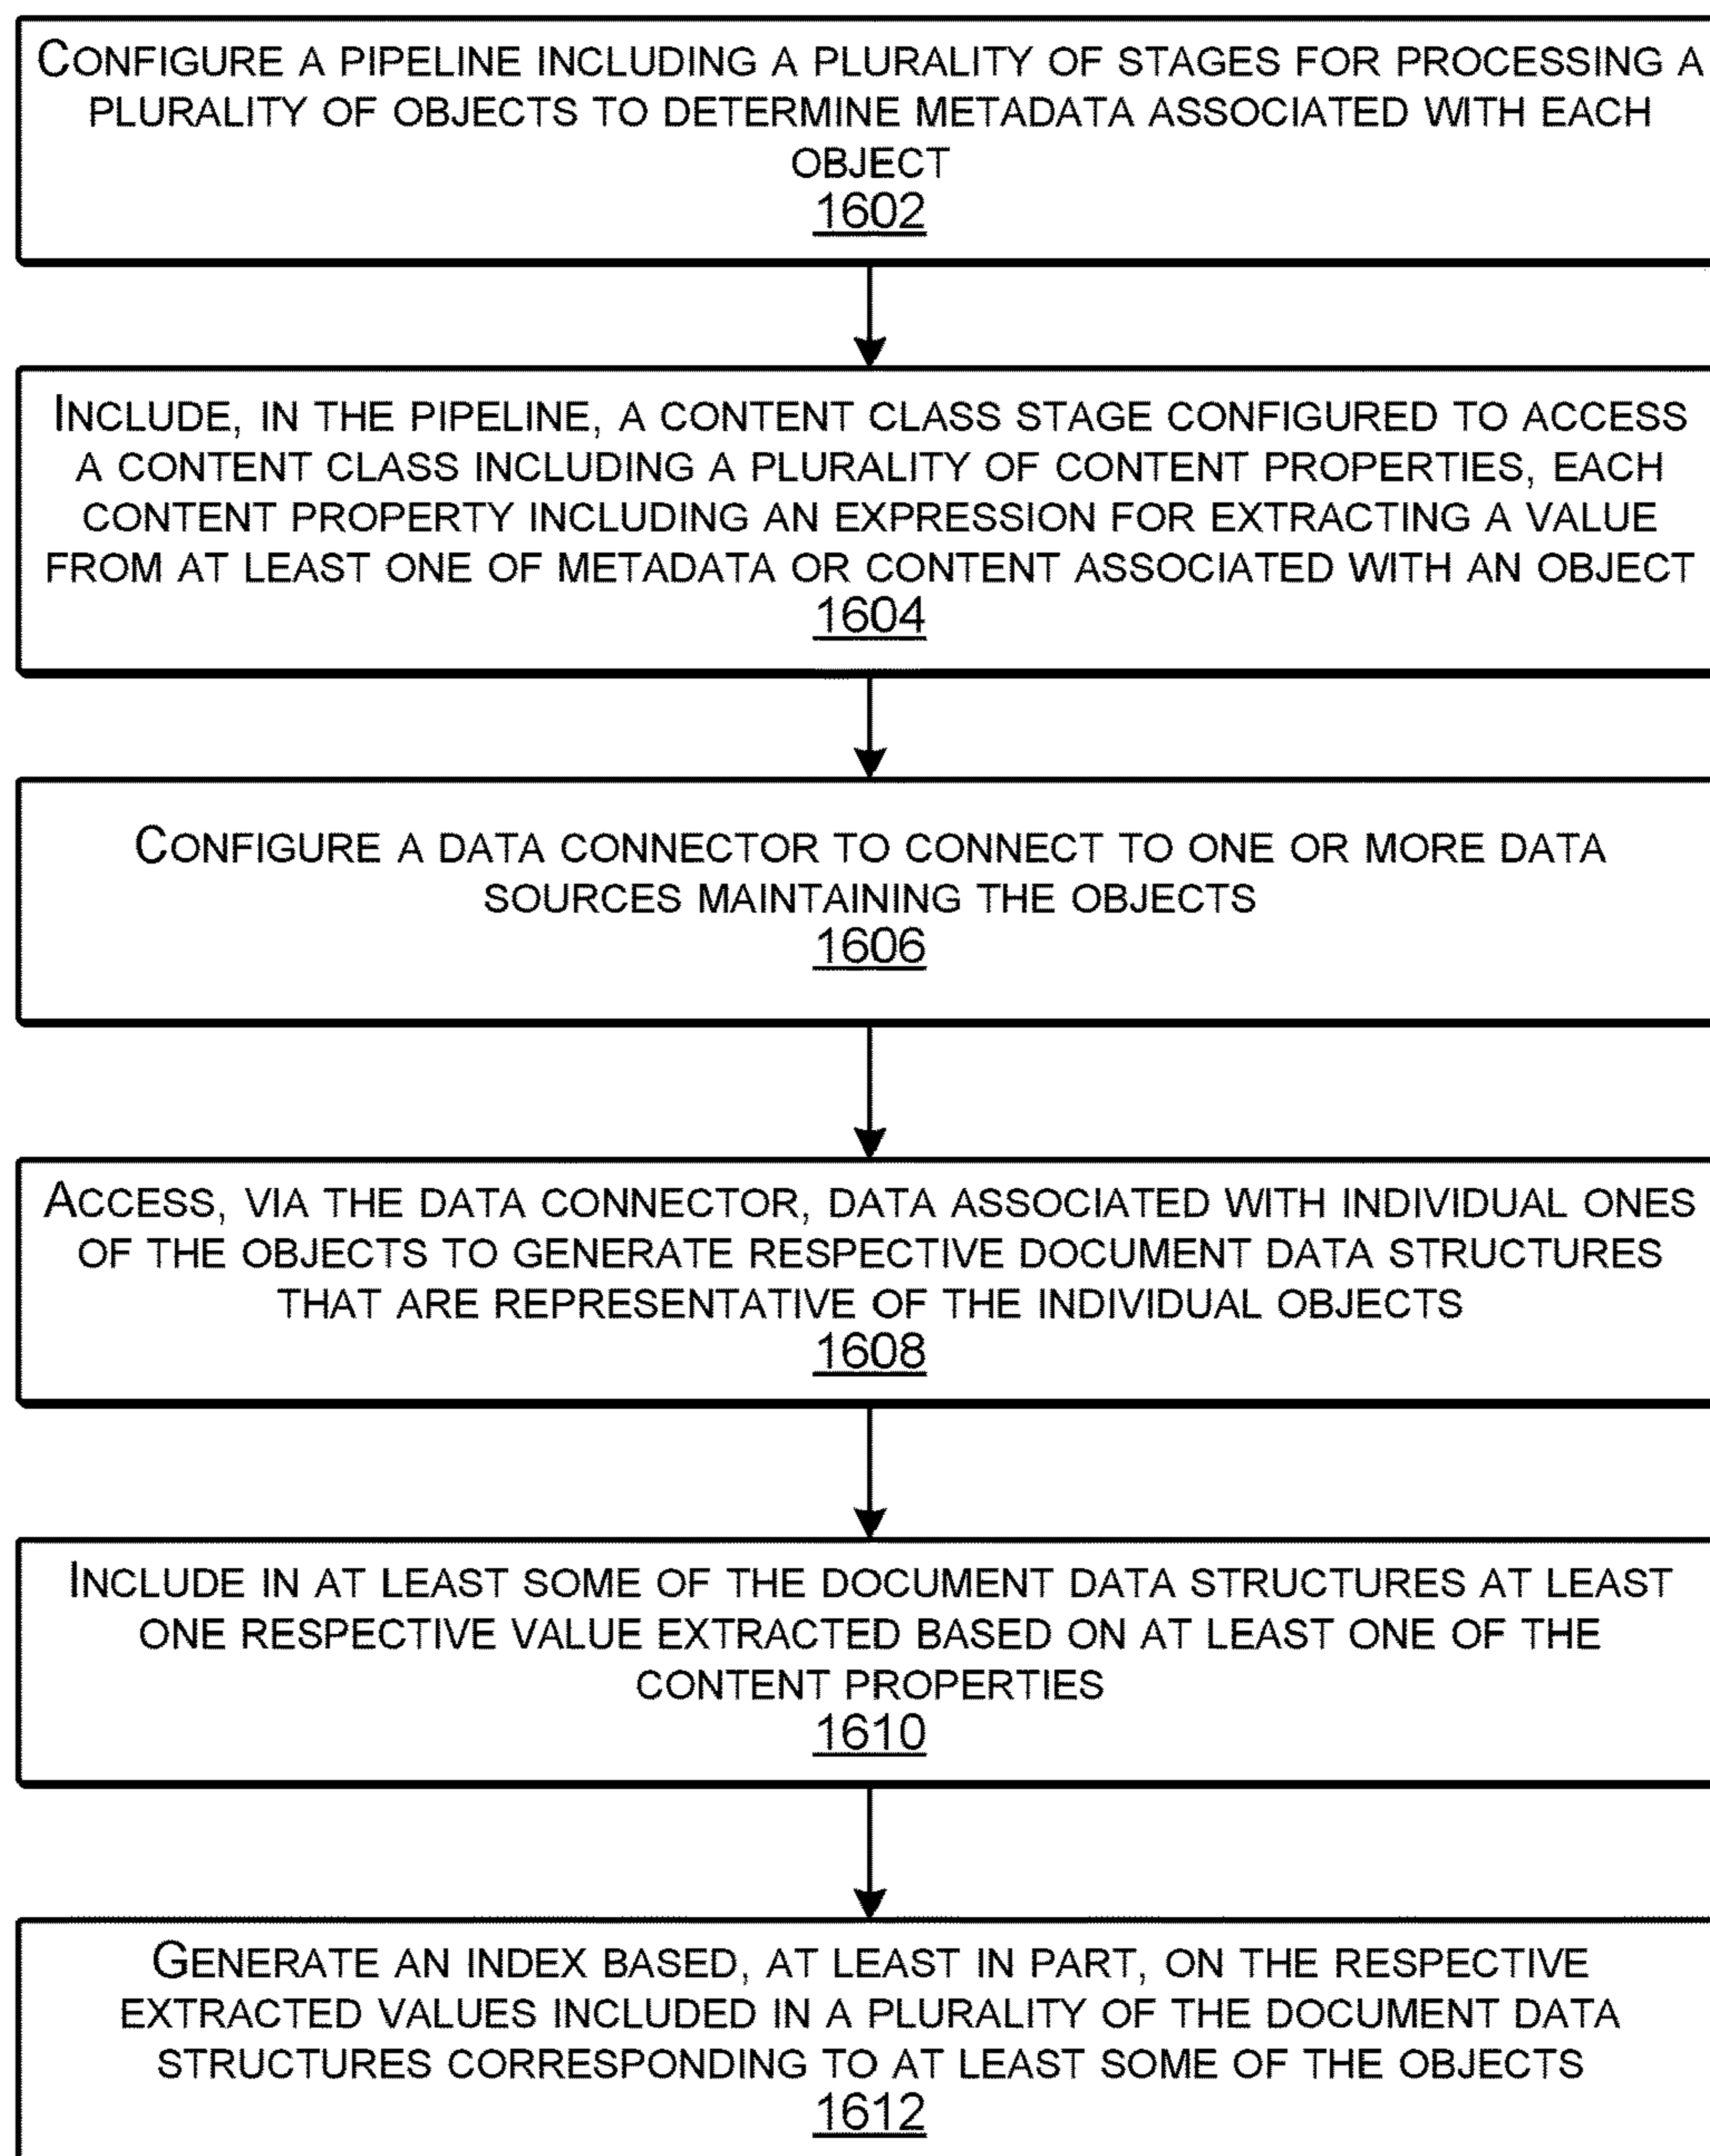 CONFIGURE A PIPELINE INCLUDING A PLURALITY OF STAGES FOR PROCESSING A
PLURALITY OF OBJECTS TO DETERMINE METADATA ASSOCIATED WITH EACH
OBJECT
1602
INCLUDE, IN THE PIPELINE, A CONTENT CLASS STAGE CONFIGURED TO ACCESS
A CONTENT CLASS INCLUDING A PLURALITY OF CONTENT PROPERTIES, EACH
CONTENT PROPERTY INCLUDING AN EXPRESSION FOR EXTRACTING A VALUE
FROM AT LEAST ONE OF METADATA OR CONTENT ASSOCIATED WITH AN OBJECT
1604
CONFIGURE A DATA CONNECTOR TO CONNECT TO ONE OR MORE DATA
SOURCES MAINTAINING THE OBJECTS
1606
ACCESS, VIA THE DATA CONNECTOR, DATA ASSOCIATED WITH INDIVIDUAL ONES
OF THE OBJECTS TO GENERATE RESPECTIVE DOCUMENT DATA STRUCTURES
THAT ARE REPRESENTATIVE OF THE INDIVIDUAL OBJECTS
1608
INCLUDE IN AT LEAST SOME OF THE DOCUMENT DATA STRUCTURES AT LEAST
ONE RESPECTIVE VALUE EXTRACTED BASED ON AT LEAST ONE OF THE
CONTENT PROPERTIES
1610
GENERATE AN INDEX BASED, AT LEAST IN PART, ON THE RESPECTIVE
EXTRACTED VALUES INCLUDED IN A PLURALITY OF THE DOCUMENT DATA
STRUCTURES CORRESPONDING TO AT LEAST SOME OF THE OBJECTS
1612